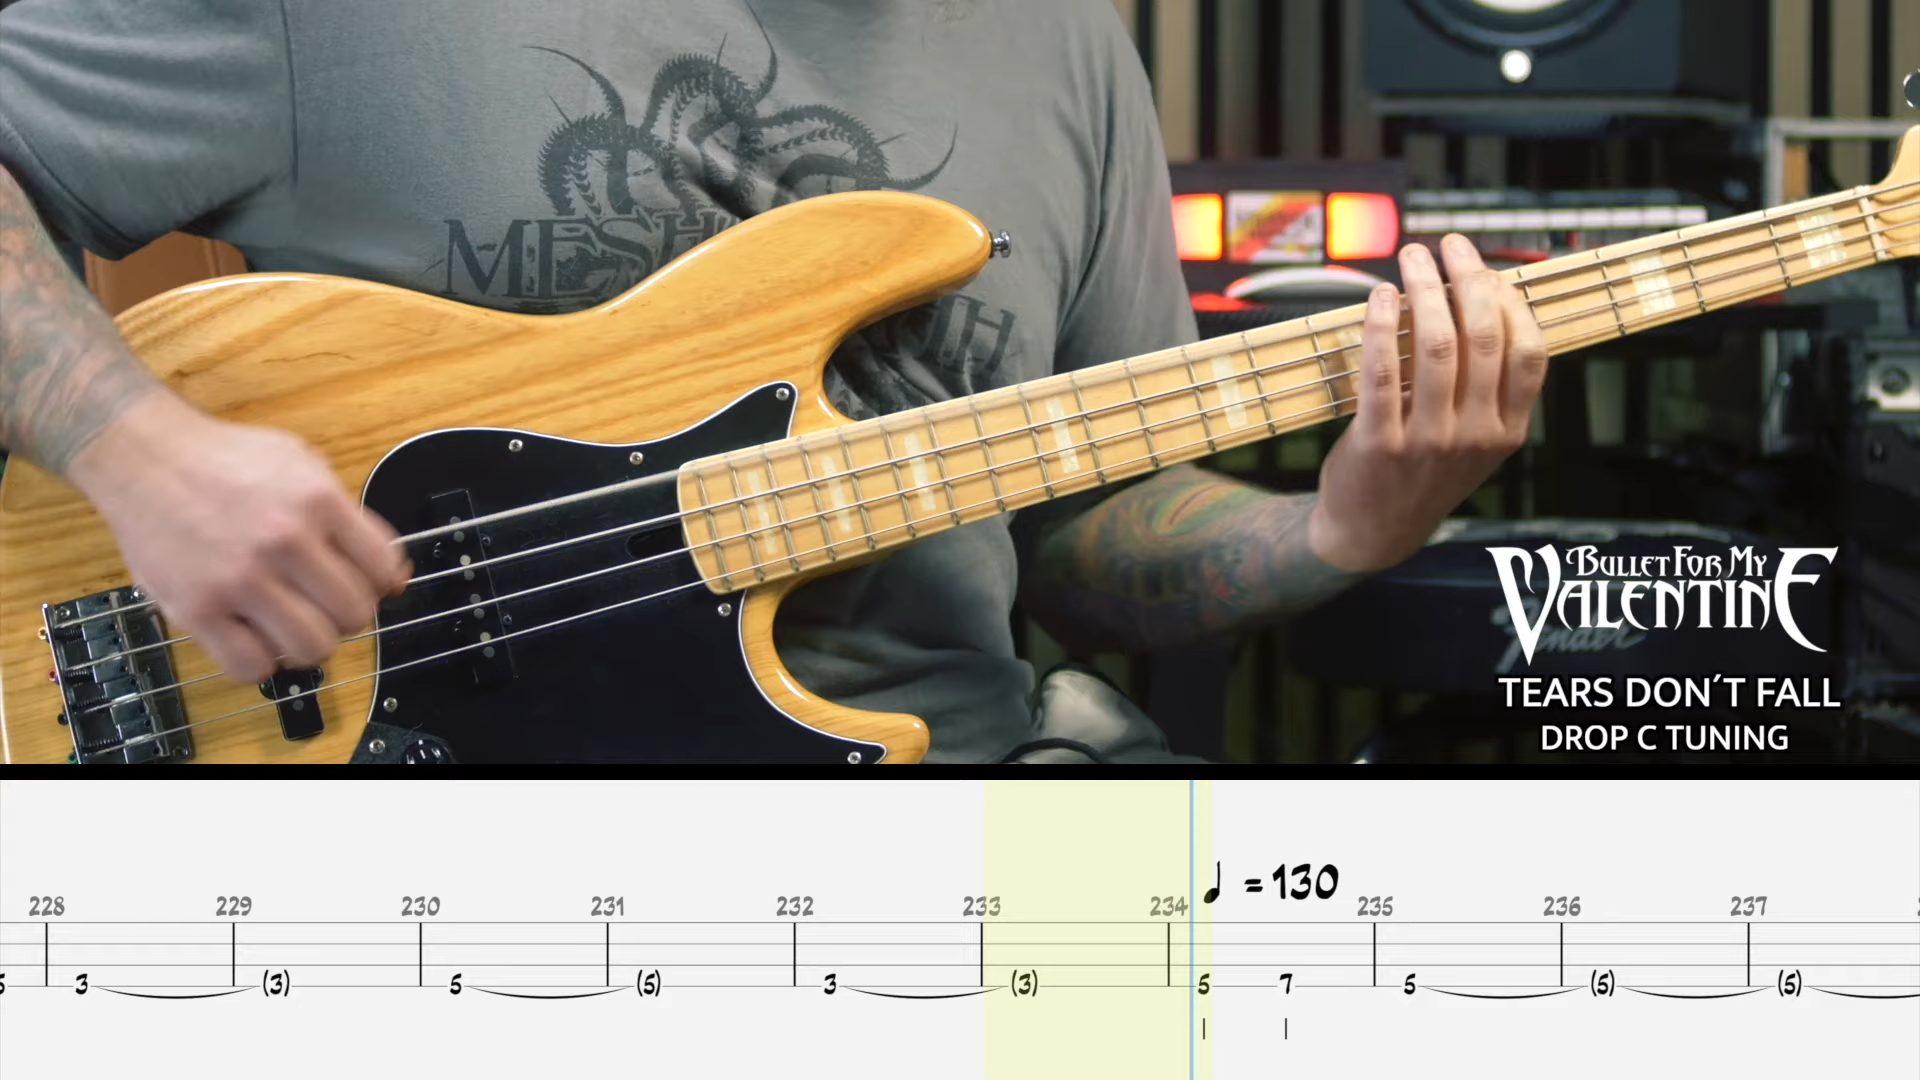 MESHUGGAH
BULLET FOR MY
VALENTINE
Fender
TEARS DON´T FALL
DROP C TUNING
= 130
228 229 230 231 232 233 234 235 236 237
3 (3) 5 (5) 3 (3) 5 7 5 (5) (5)